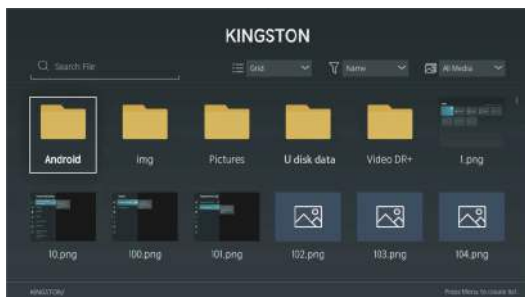 KINGSTON
Search File
Grid
Name
All Media
Android
img
Pictures
U disk data
Video DR+
1.png
10.png
100.png
101.png
102.png
103.png
104.png
KINGSTON/
Press Menu to create list